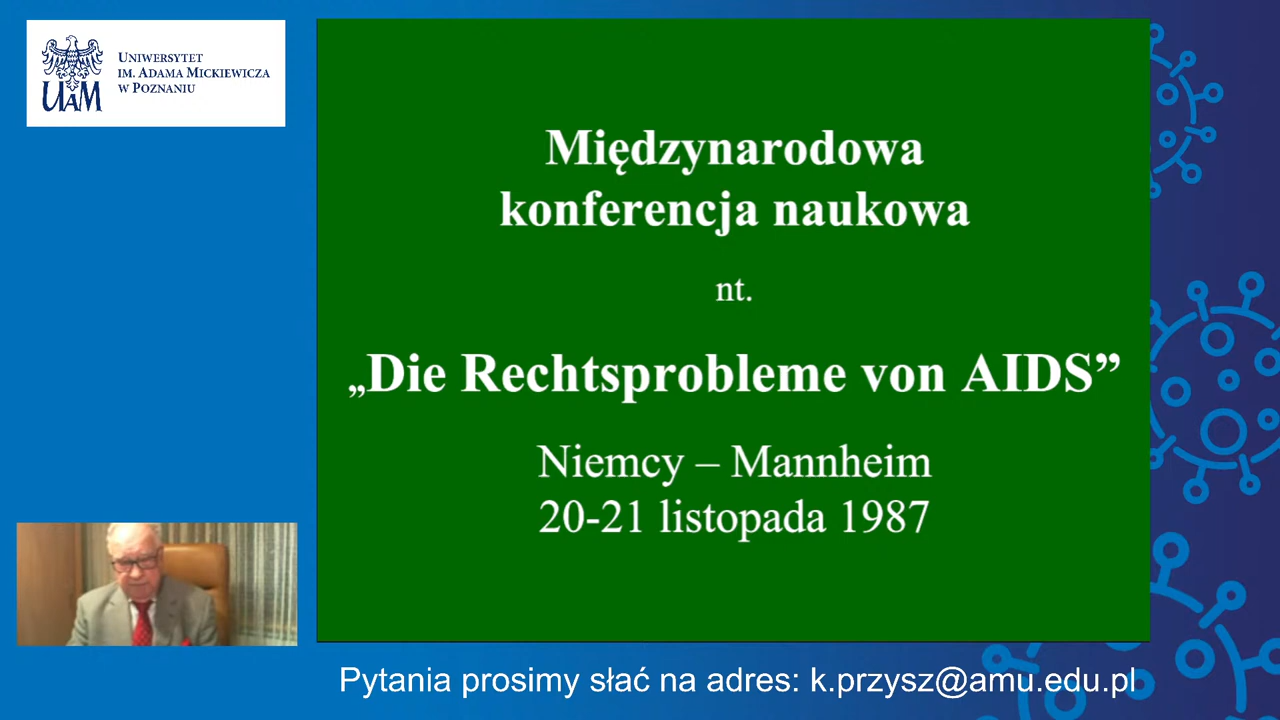 UNIWERSYTET
IM. ADAMA MICKIEWICZA
W POZNANIU
UAM
Międzynarodowa
konferencja naukowa
nt.
„Die Rechtsprobleme von AIDS”
Niemcy – Mannheim
20-21 listopada 1987
Pytania prosimy słać na adres: k.przysz@amu.edu.pl